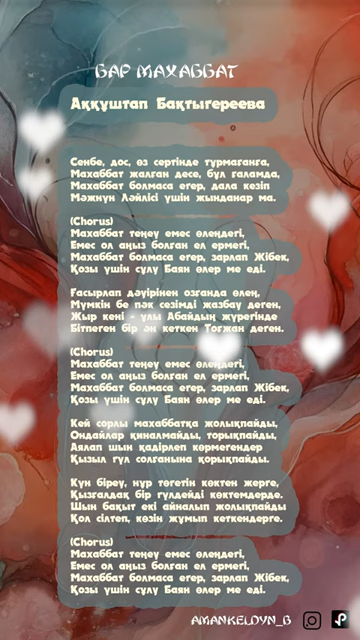 БАР МАХАББАТ
Аққұштап Бақтыгереева
Сенбе, дос, өз сертінде тұрмағанға,
Махаббат жалған десе, бұл ғаламда,
Махаббат болмаса егер, дала кезіп
Мәжнүн Ләйлісі үшін жынданар ма.
(Chorus)
Махаббат теңеу емес өлеңдегі,
Емес ол аңыз болған ел ермегі,
Махаббат болмаса егер, зарлап Жібек,
Қозы үшін сұлу Баян өлер ме еді.
Ғасырлап дәуірінен озғанда өлең,
Мүмкін бе пәк сезімді жазбау деген,
Жыр кені - ұлы Абайдың жүрегінде
Бітпеген бір ән кеткен Тоғжан деген.
(Chorus)
Махаббат теңеу емес өлеңдегі,
Емес ол аңыз болған ел ермегі,
Махаббат болмаса егер, зарлап Жібек,
Қозы үшін сұлу Баян өлер ме еді.
Кей сорлы махаббатқа жолықпайды,
Ондайлар қиналмайды, торықпайды,
Аялап шын қадірлеп көрмегендер
Қызыл гүл солғанына қорықпайды.
Күн біреу, нұр төгетін көктен жерге,
Қызғалдақ бір гүлдейді көктемдерде.
Шын бақыт екі айналып жолықпайды
Қол сілтеп, көзін жұмып кеткендерге.
(Chorus)
Махаббат теңеу емес өлеңдегі,
Емес ол аңыз болған ел ермегі,
Махаббат болмаса егер, зарлап Жібек,
Қозы үшін сұлу Баян өлер ме еді.
AMANKELDYN_B